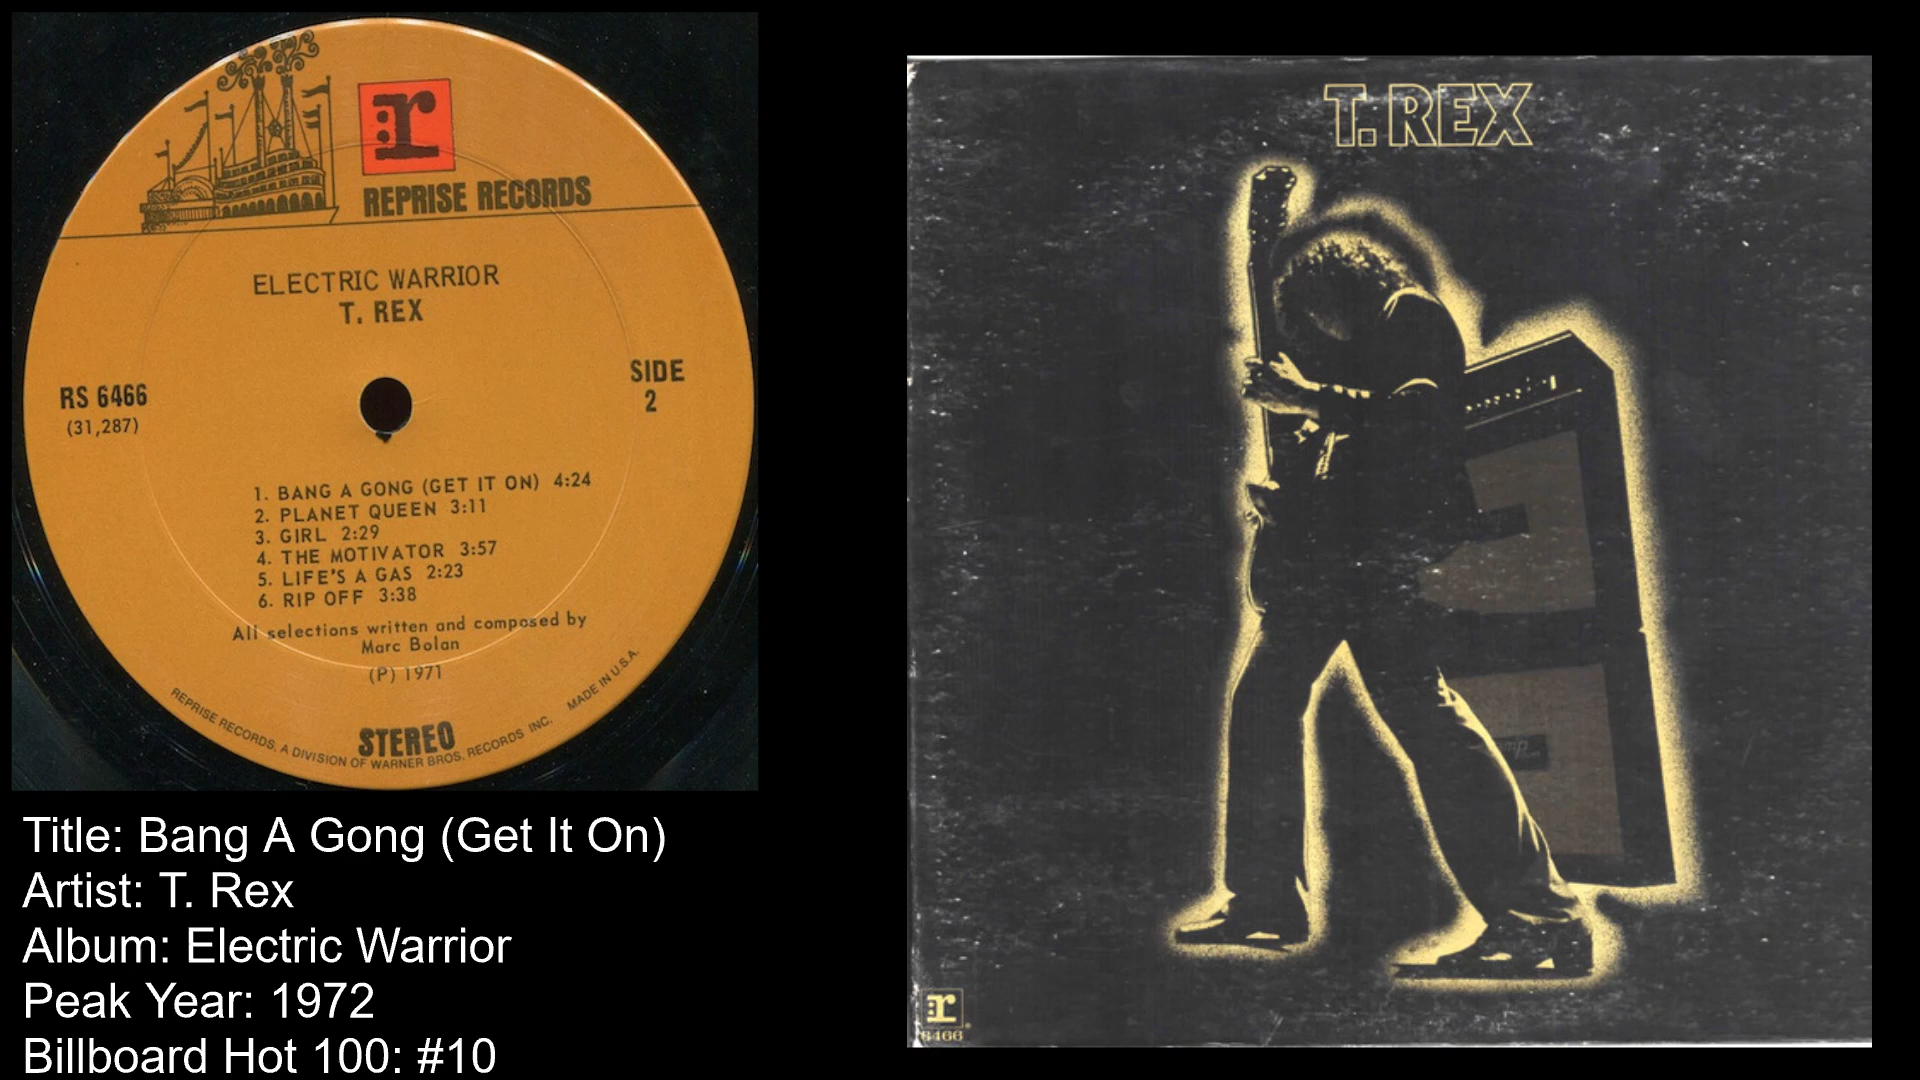 r
REPRISE RECORDS
ELECTRIC WARRIOR
T. REX
RS 6466
(31,287)
SIDE
2
1. BANG A GONG (GET IT ON) 4:24
2. PLANET QUEEN 3:11
3. GIRL 2:29
4. THE MOTIVATOR 3:57
5. LIFE'S A GAS 2:23
6. RIP OFF 3:38
All selections written and composed by
Marc Bolan
(P) 1971
STEREO
REPRISE RECORDS, A DIVISION OF WARNER BROS. RECORDS INC. MADE IN U.S.A.
Title: Bang A Gong (Get It On)
Artist: T. Rex
Album: Electric Warrior
Peak Year: 1972
Billboard Hot 100: #10
T. REX
r
6466